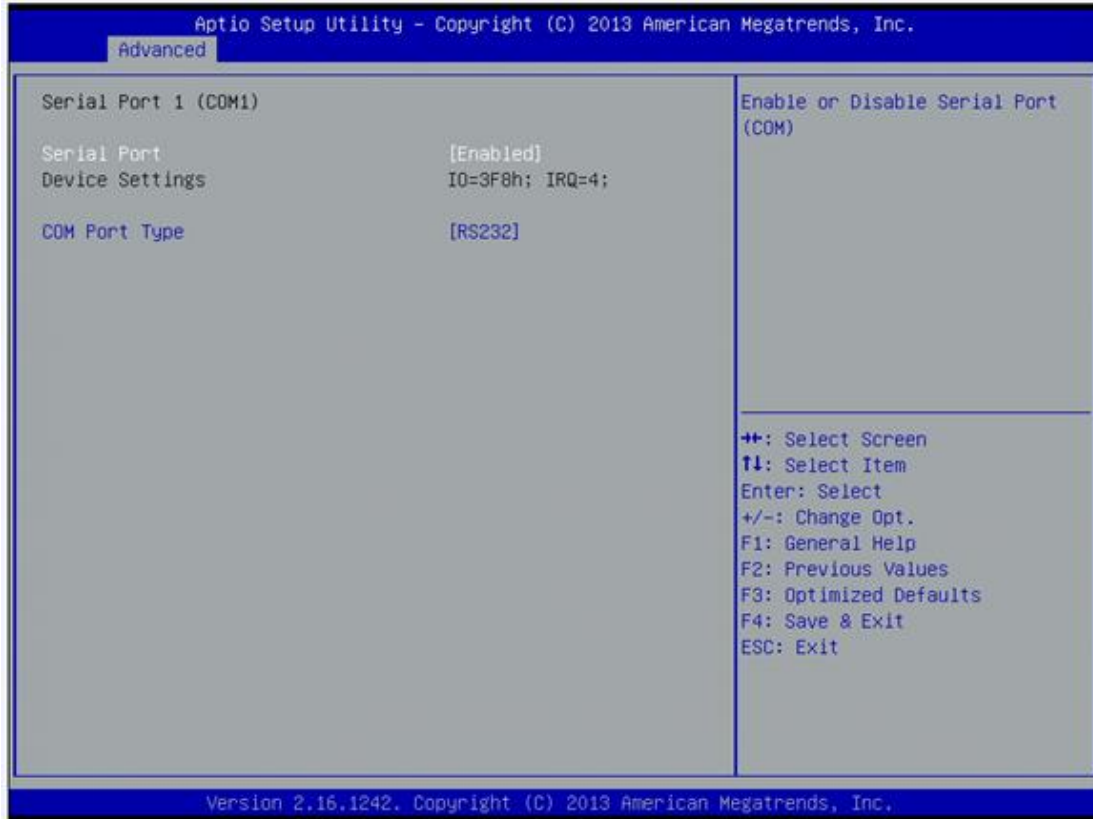 Aptio Setup Utility – Copyright (C) 2013 American Megatrends, Inc.
Advanced
Serial Port 1 (COM1)
Serial Port [Enabled]
Device Settings IO=3F8h; IRQ=4;
COM Port Type [RS232]
Enable or Disable Serial Port
(COM)
→←: Select Screen
↑↓: Select Item
Enter: Select
+/-: Change Opt.
F1: General Help
F2: Previous Values
F3: Optimized Defaults
F4: Save & Exit
ESC: Exit
Version 2.16.1242. Copyright (C) 2013 American Megatrends, Inc.